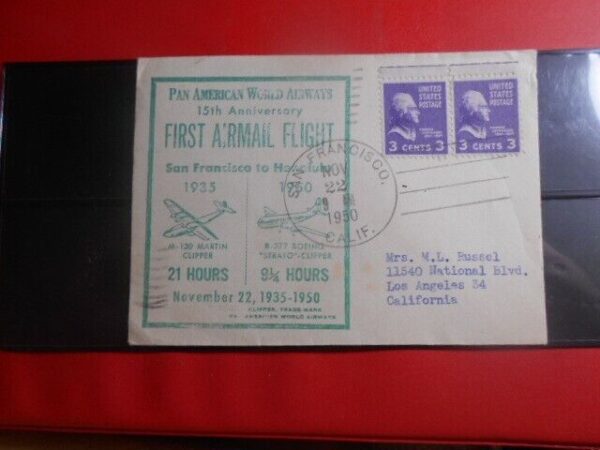 PAN AMERICAN WORLD AIRWAYS
15th Anniversary
FIRST AIRMAIL FLIGHT
San Francisco to Honolulu
1935 1950
M-130 MARTIN CLIPPER
B-377 BOEING "STRATO"-CLIPPER
21 HOURS 9¼ HOURS
November 22, 1935-1950
CLIPPER, TRADE MARK
PAN AMERICAN WORLD AIRWAYS
SAN FRANCISCO,
NOV
22
1950
CALIF.
UNITED
STATES
POSTAGE
3 CENTS 3
UNITED
STATES
POSTAGE
3 CENTS 3
Mrs. M.L. Russel
11540 National Blvd.
Los Angeles 34
California